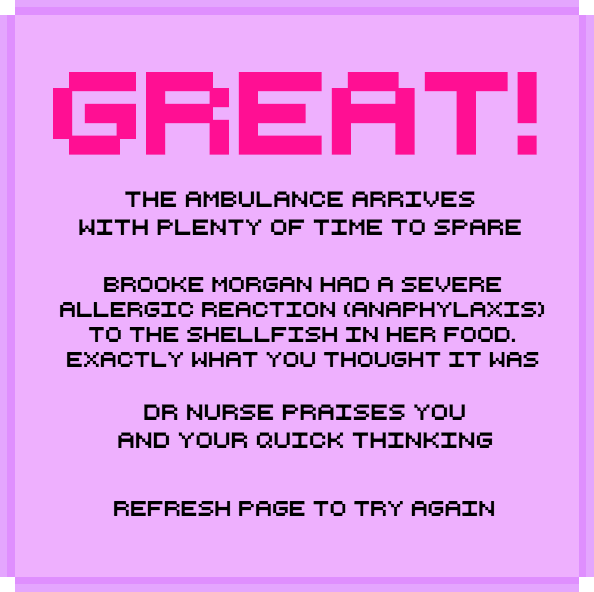 GREAT!
THE AMBULANCE ARRIVES
WITH PLENTY OF TIME TO SPARE
BROOKE MORGAN HAD A SEVERE
ALLERGIC REACTION (ANAPHYLAXIS)
TO THE SHELLFISH IN HER FOOD.
EXACTLY WHAT YOU THOUGHT IT WAS
DR NURSE PRAISES YOU
AND YOUR QUICK THINKING
REFRESH PAGE TO TRY AGAIN